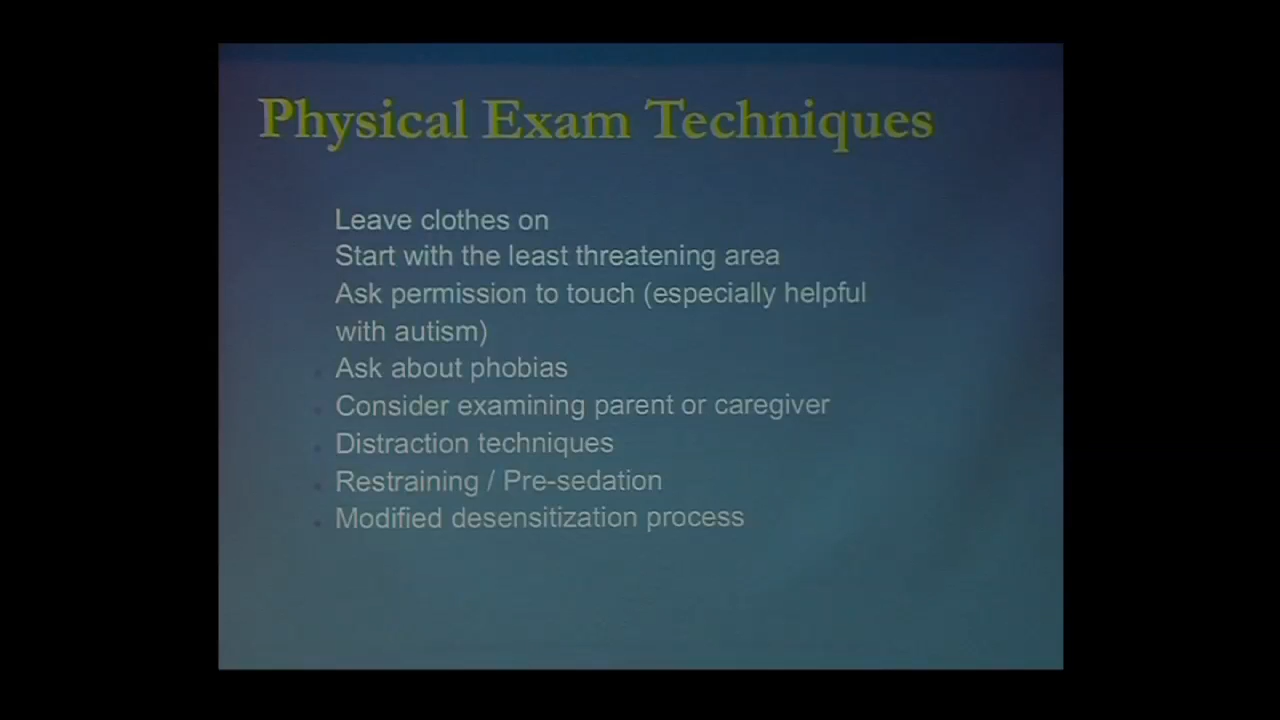 Physical Exam Techniques
Leave clothes on
Start with the least threatening area
Ask permission to touch (especially helpful
with autism)
Ask about phobias
Consider examining parent or caregiver
Distraction techniques
Restraining / Pre-sedation
Modified desensitization process